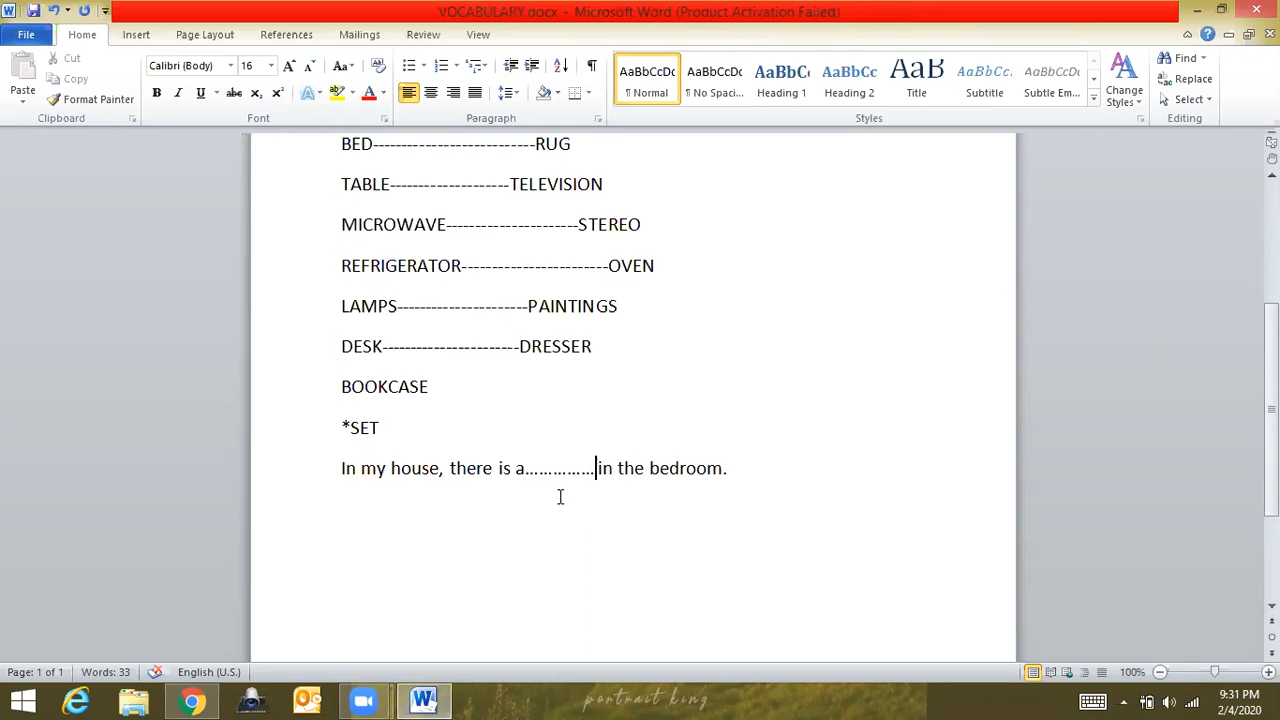 VOCABULARY.docx - Microsoft Word (Product Activation Failed)
File Home Insert Page Layout References Mailings Review View
Paste Cut Copy Format Painter Clipboard
Calibri (Body) 16 Font
Paragraph
AaBbCcDc ¶ Normal AaBbCcDc ¶ No Spaci... AaBbCc Heading 1 AaBbCc Heading 2 AaB Title AaBbCcL Subtitle AaBbCcDc Subtle Em... Change Styles Styles
Find Replace Select Editing
BED---------------------------RUG
TABLE--------------------TELEVISION
MICROWAVE----------------------STEREO
REFRIGERATOR------------------------OVEN
LAMPS----------------------PAINTINGS
DESK-----------------------DRESSER
BOOKCASE
*SET
In my house, there is a……………in the bedroom.
Page: 1 of 1 Words: 33 English (U.S.) 100%
portrait king
9:31 PM
2/4/2020